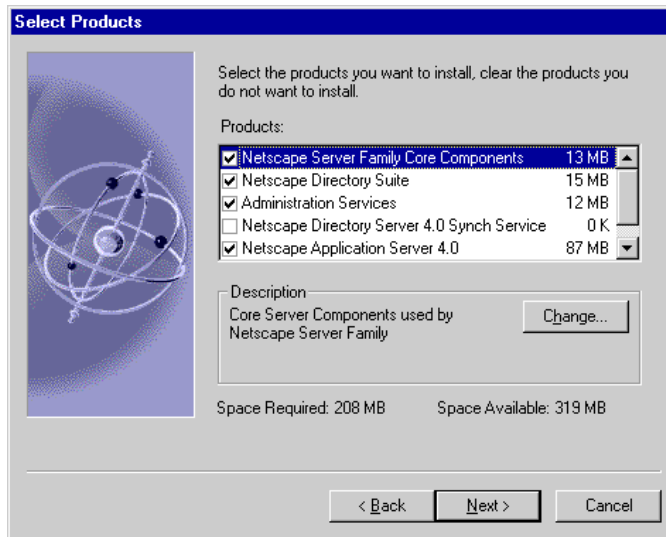 Select Products
Select the products you want to install, clear the products you
do not want to install.
Products:
Netscape Server Family Core Components 13 MB
Netscape Directory Suite 15 MB
Administration Services 12 MB
Netscape Directory Server 4.0 Synch Service 0 K
Netscape Application Server 4.0 87 MB
Description
Core Server Components used by
Netscape Server Family
Change...
Space Required: 208 MB Space Available: 319 MB
< Back Next > Cancel